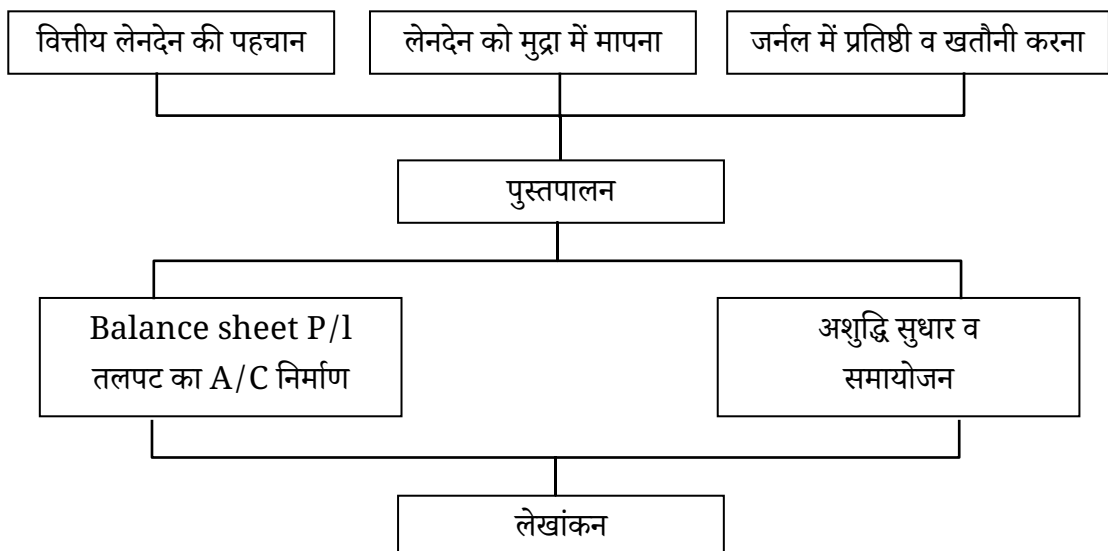 वित्तीय लेनदेन की पहचान
लेनदेन को मुद्रा में मापना
जर्नल में प्रतिष्ठी व खतौनी करना
पुस्तपालन
Balance sheet P/l
तलपट का A/C निर्माण
अशुद्धि सुधार व
समायोजन
लेखांकन